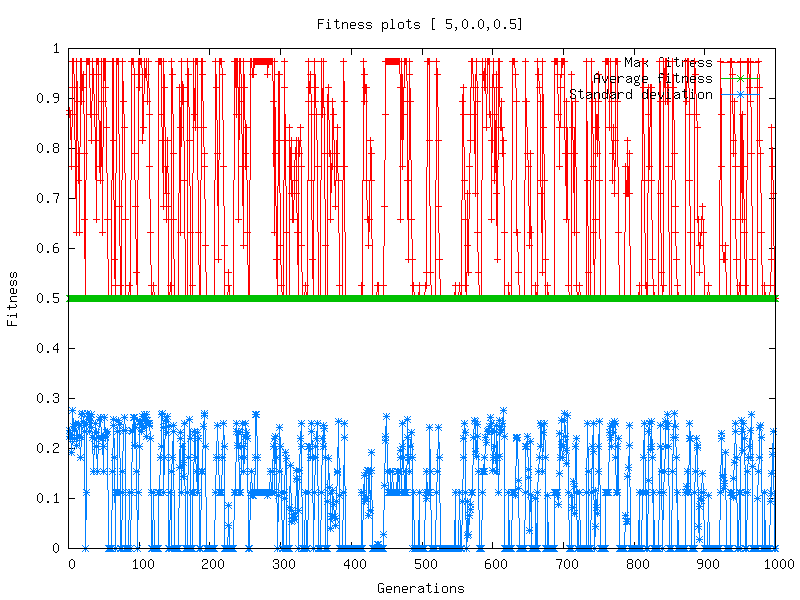 Fitness plots [ 5,0.0,0.5]
1
0.9
0.8
0.7
0.6
0.5
0.4
0.3
0.2
0.1
0
Fitness
Max fitness
Average fitness
Standard deviation
0 100 200 300 400 500 600 700 800 900 1000
Generations